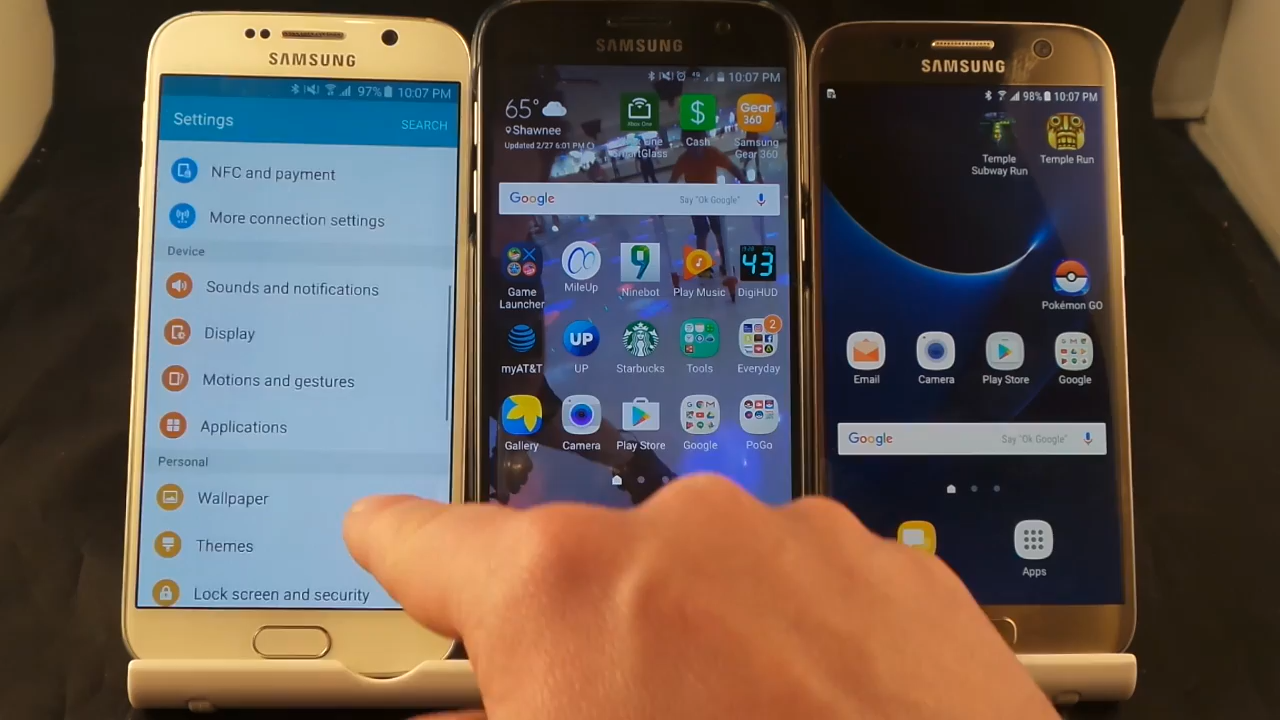 SAMSUNG
97% 10:07 PM
Settings
SEARCH
NFC and payment
More connection settings
Device
Sounds and notifications
Display
Motions and gestures
Applications
Personal
Wallpaper
Themes
Lock screen and security
SAMSUNG
10:07 PM
65°
Shawnee
Updated 2/27 6:01 PM
Xbox One
SmartGlass
$
Cash
Gear
360
Samsung
Gear 360
Google
Say "Ok Google"
Game
Launcher
MileUp
9
Ninebot
Play Music
43
DigiHUD
myAT&T
UP
UP
Starbucks
Tools
2
Everyday
Gallery
Camera
Play Store
Google
PoGo
SAMSUNG
98% 10:07 PM
Temple
Subway Run
Temple Run
Pokémon GO
Email
Camera
Play Store
Google
Google
Say "Ok Google"
Apps